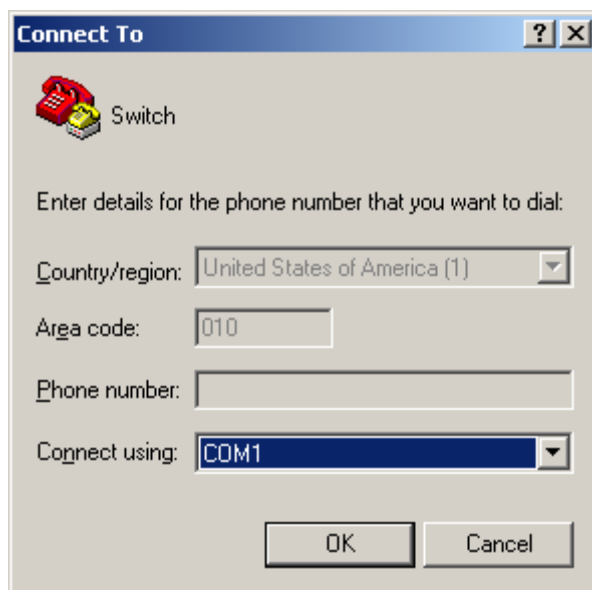 Connect To
Switch
Enter details for the phone number that you want to dial:
Country/region: United States of America (1)
Area code: 010
Phone number:
Connect using: COM1
OK Cancel